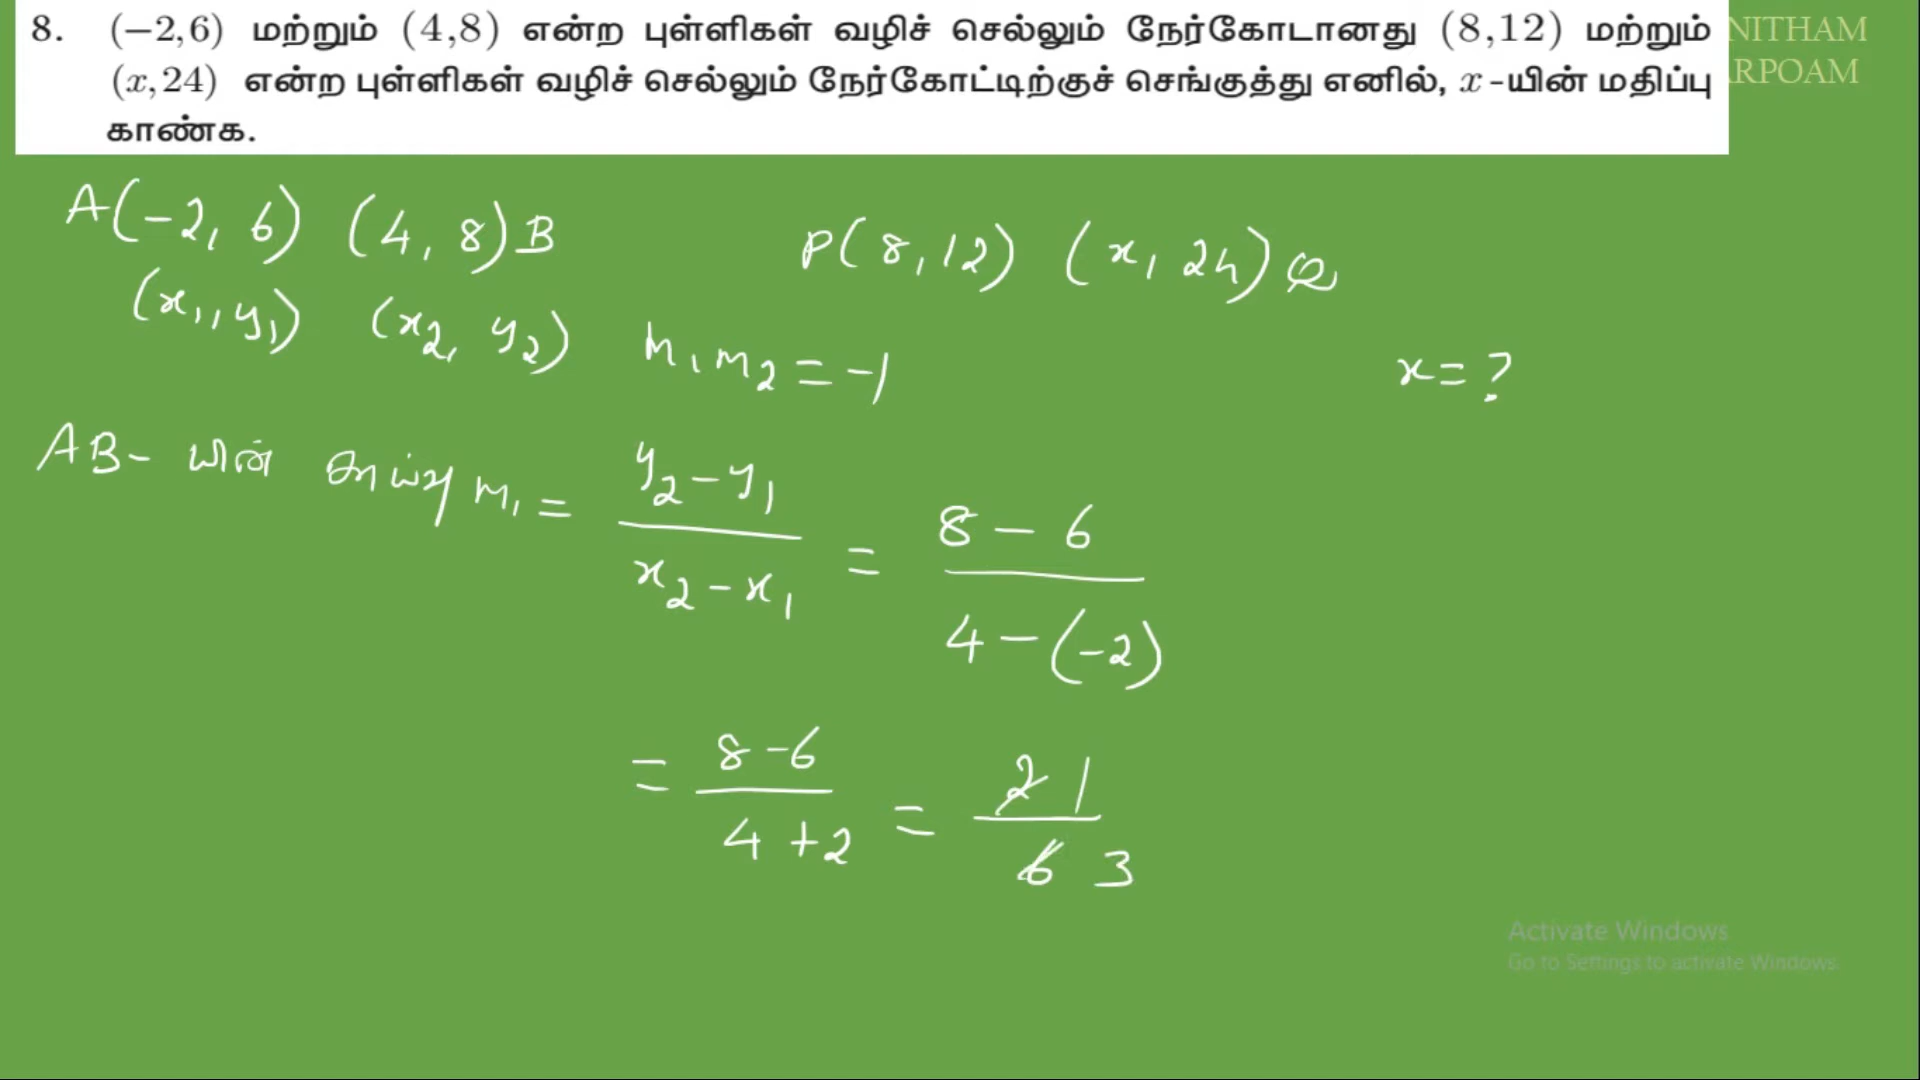 8. (−2,6) மற்றும் (4,8) என்ற புள்ளிகள் வழிச் செல்லும் நேர்கோடானது (8,12) மற்றும்
(x,24) என்ற புள்ளிகள் வழிச் செல்லும் நேர்கோட்டிற்குச் செங்குத்து எனில், x -யின் மதிப்பு
காண்க.
NITHAM
RPOAM
A(-2, 6) (4, 8)B P(8,12) (x, 24)Q
(x1, y1) (x2, y2) m1m2 = -1 x = ?
AB- யின் சாய்வு m1 = y2-y1 / x2-x1 = 8 - 6 / 4-(-2)
= 8-6 / 4+2 = 2 1 / 6 3
Activate Windows
Go to Settings to activate Windows.